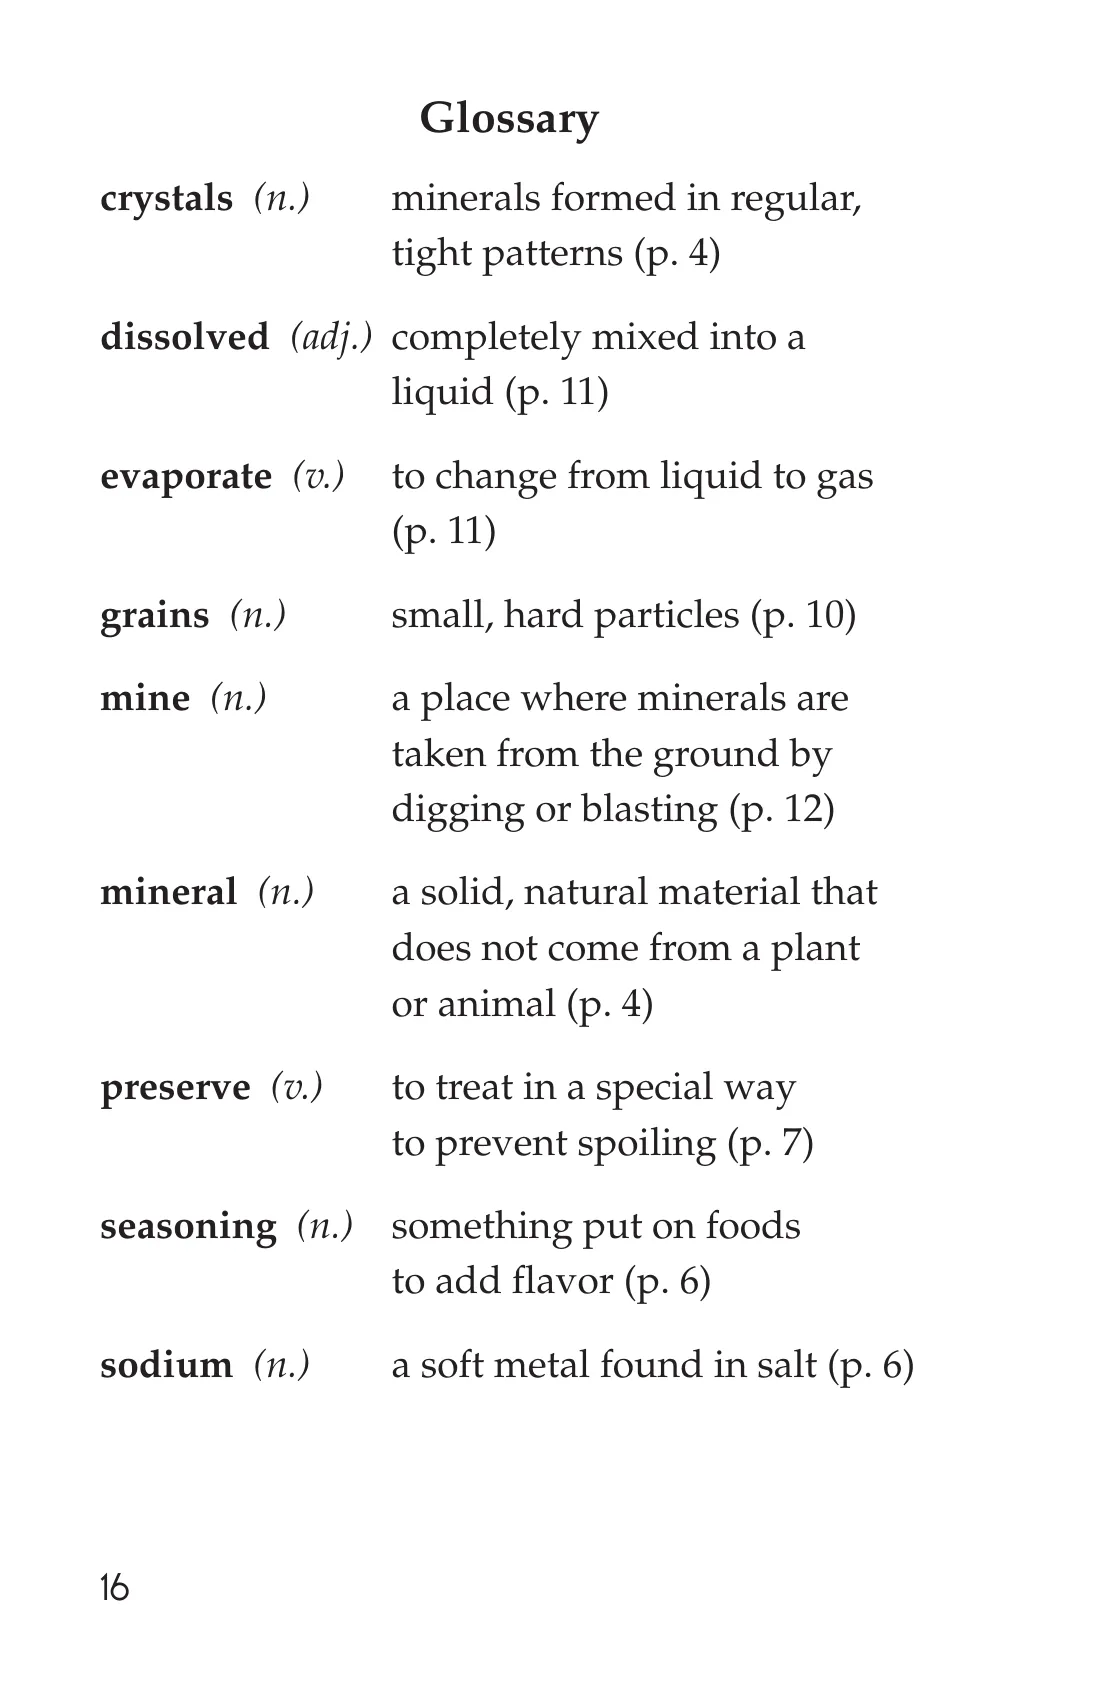 Glossary
crystals (n.) minerals formed in regular,
tight patterns (p. 4)
dissolved (adj.) completely mixed into a
liquid (p. 11)
evaporate (v.) to change from liquid to gas
(p. 11)
grains (n.) small, hard particles (p. 10)
mine (n.) a place where minerals are
taken from the ground by
digging or blasting (p. 12)
mineral (n.) a solid, natural material that
does not come from a plant
or animal (p. 4)
preserve (v.) to treat in a special way
to prevent spoiling (p. 7)
seasoning (n.) something put on foods
to add flavor (p. 6)
sodium (n.) a soft metal found in salt (p. 6)
16